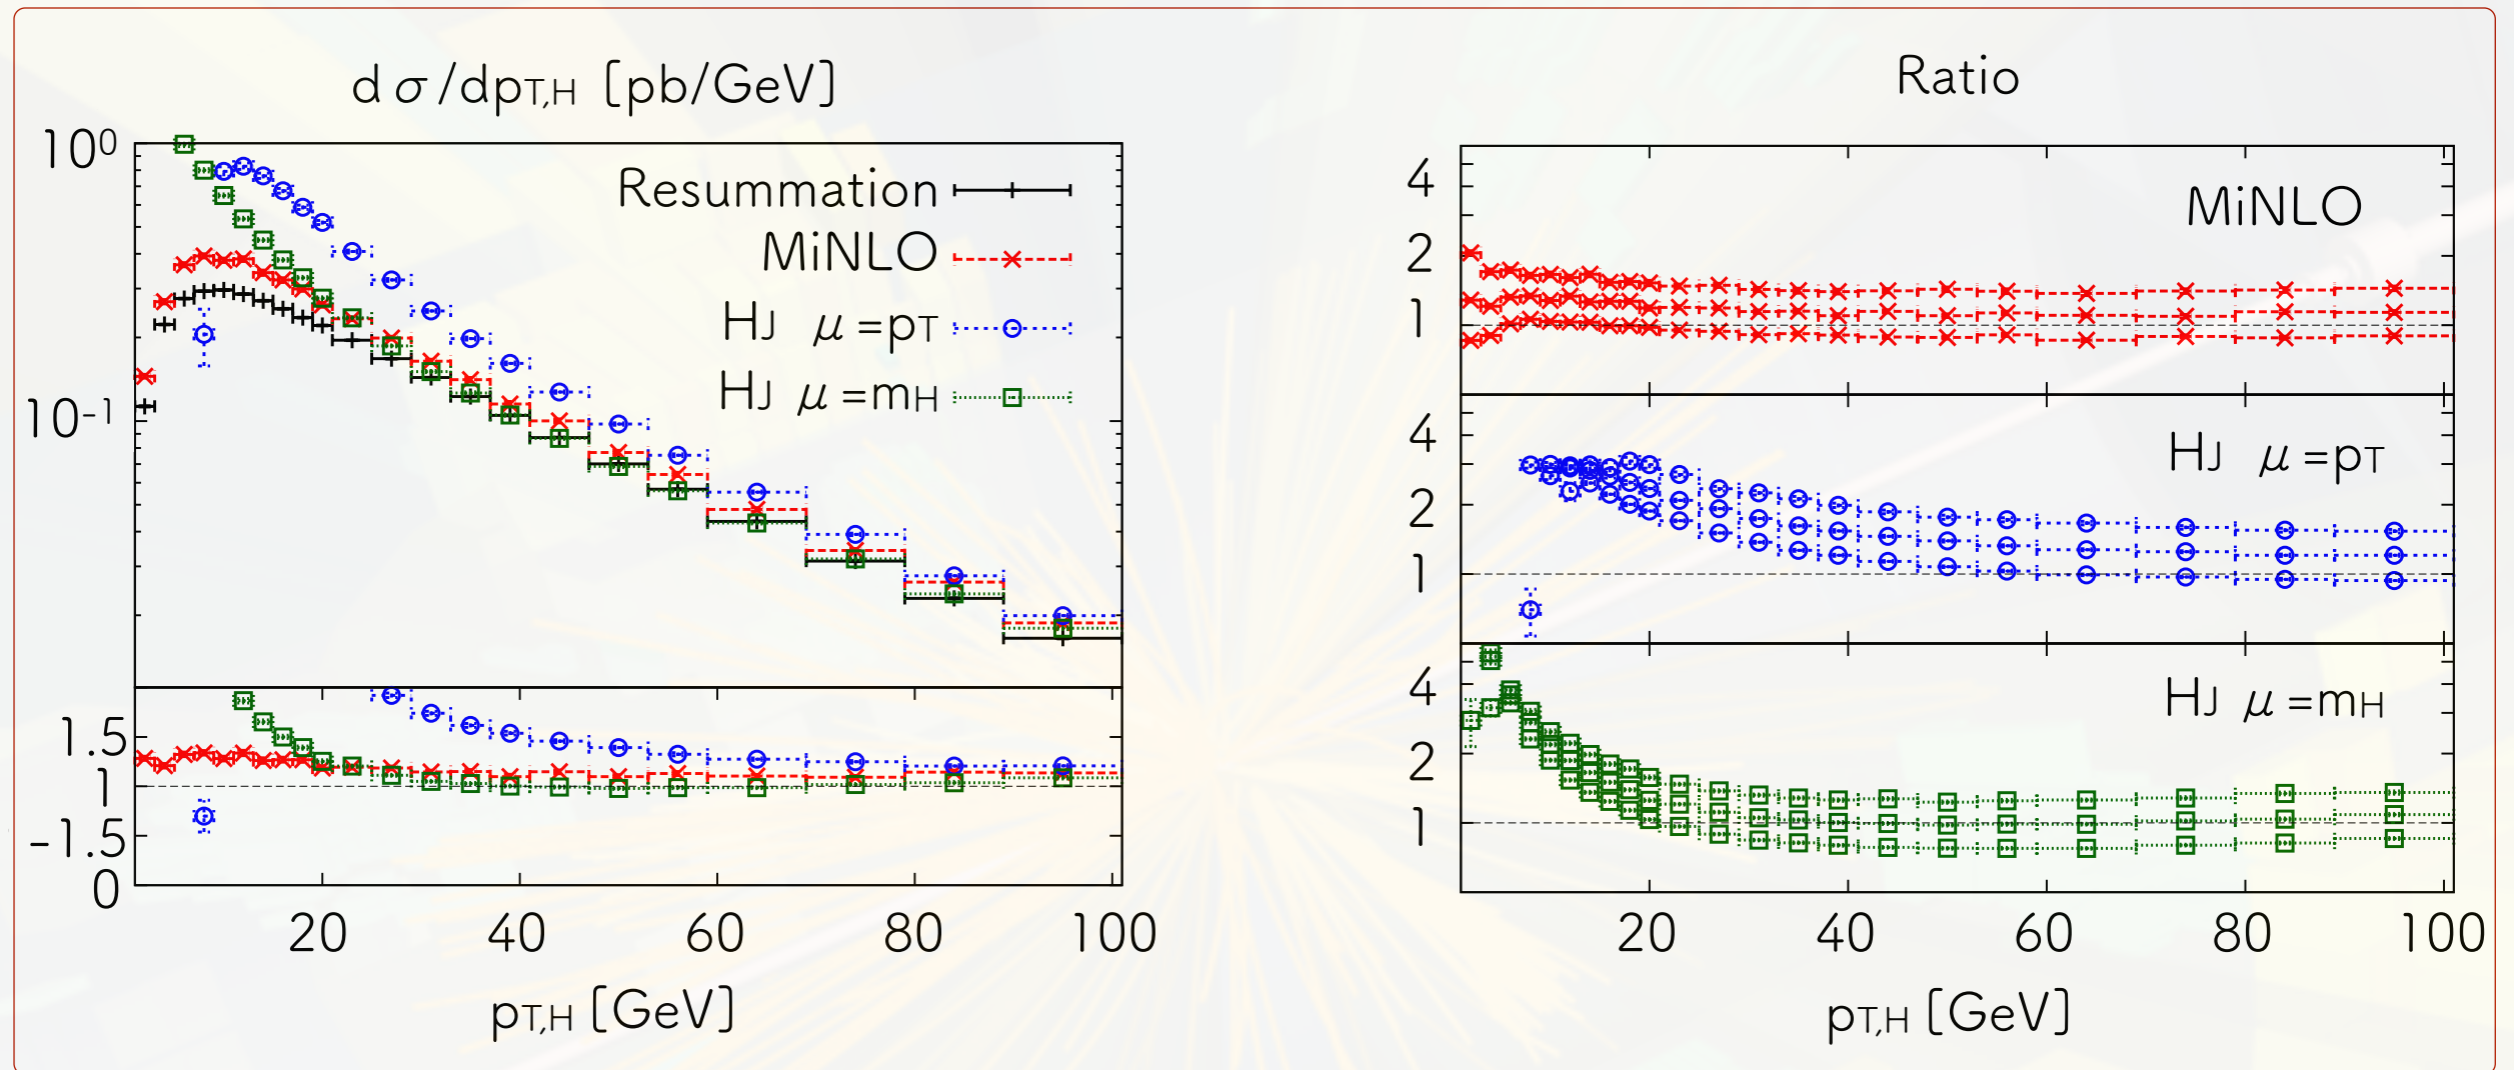 dσ/dpT,H [pb/GeV]
10⁰
10⁻¹
Resummation
MiNLO
HJ μ=pT
HJ μ=mH
1.5
1
-1.5
0
20 40 60 80 100
pT,H [GeV]
Ratio
4
2
1
MiNLO
4
2
1
HJ μ=pT
4
2
1
HJ μ=mH
20 40 60 80 100
pT,H [GeV]